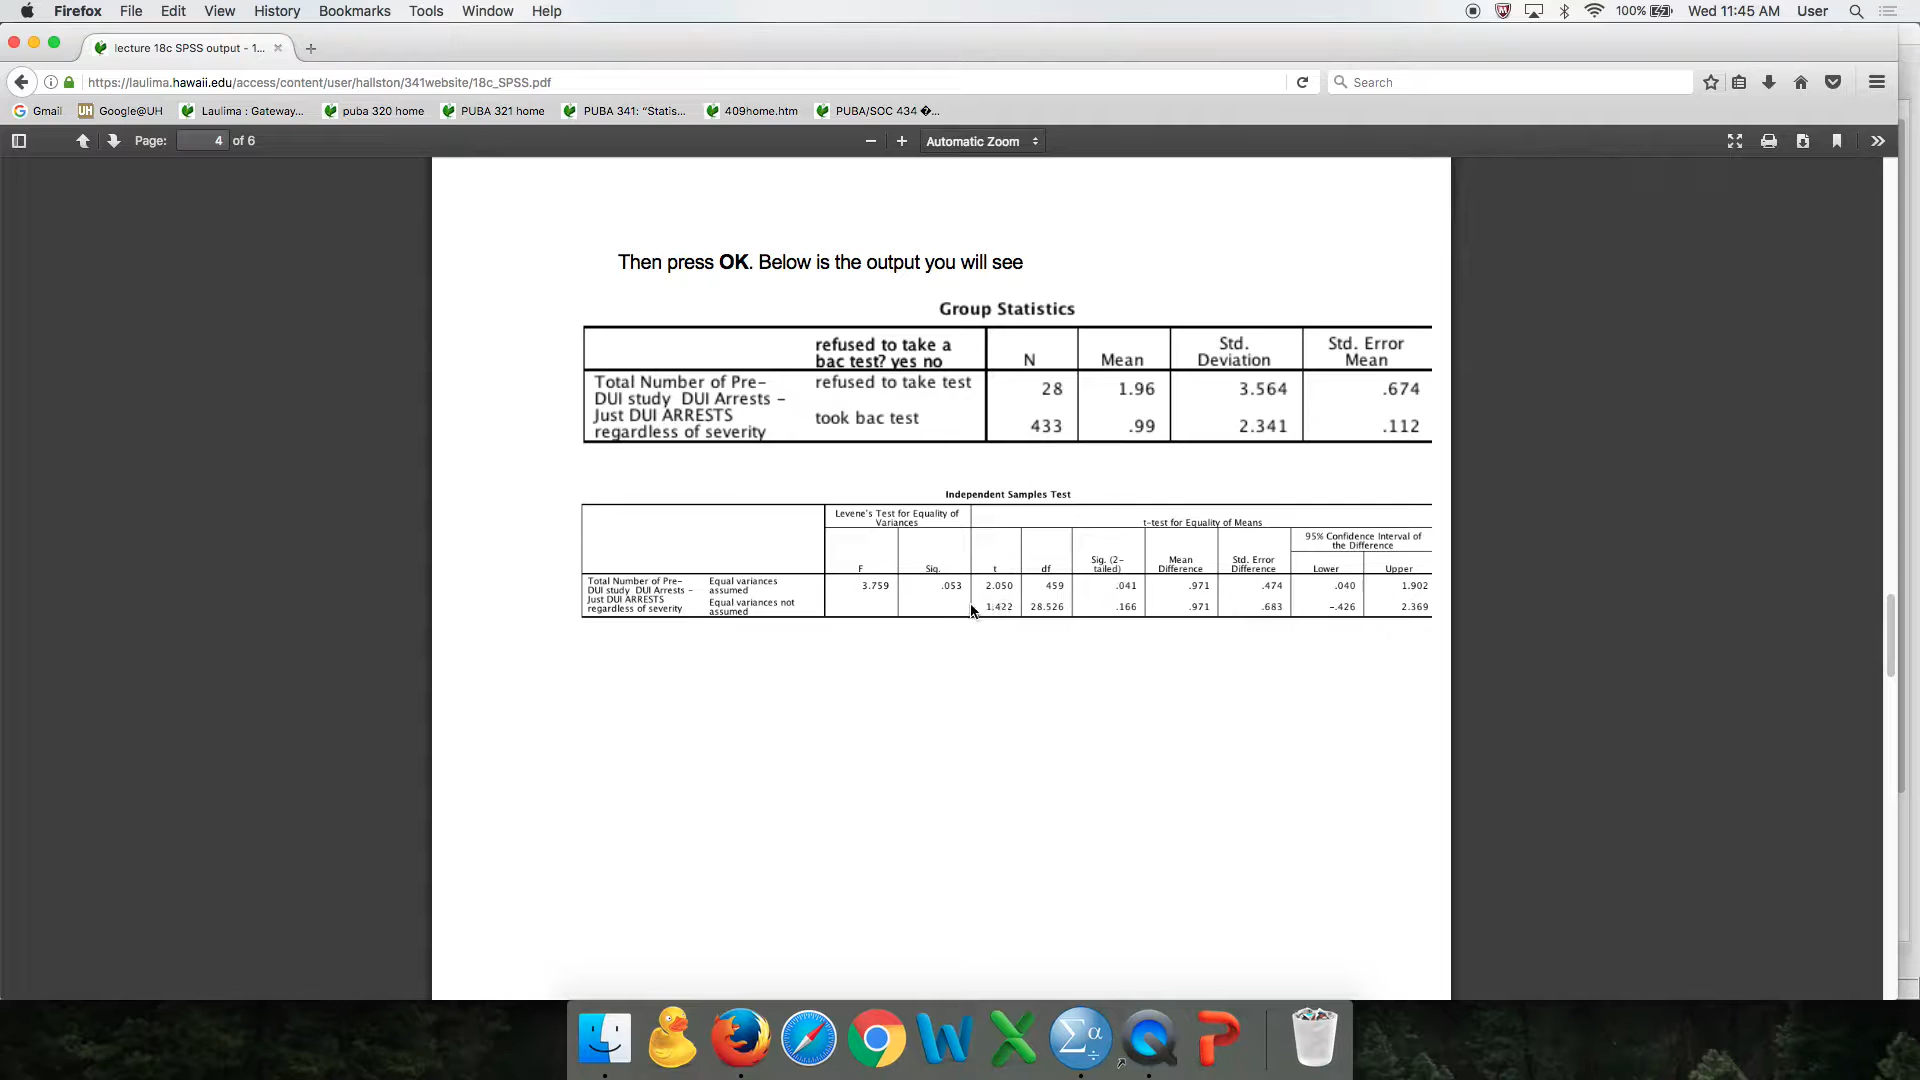 Firefox File Edit View History Bookmarks Tools Window Help 100% Wed 11:45 AM User
lecture 18c SPSS output - 1...
https://laulima.hawaii.edu/access/content/user/hallston/341website/18c_SPSS.pdf Search
Gmail UH Google@UH Laulima : Gateway... puba 320 home PUBA 321 home PUBA 341: “Statis... 409home.htm PUBA/SOC 434 �...
Page: 4 of 6 Automatic Zoom
Then press OK. Below is the output you will see
Group Statistics
refused to take a
bac test? yes no
N
Mean
Std.
Deviation
Std. Error
Mean
Total Number of Pre-
DUI study DUI Arrests -
Just DUI ARRESTS
regardless of severity
refused to take test 28 1.96 3.564 .674
took bac test 433 .99 2.341 .112
Independent Samples Test
Levene's Test for Equality of
Variances
t-test for Equality of Means
F
Sig.
t
df
Sig. (2-
tailed)
Mean
Difference
Std. Error
Difference
95% Confidence Interval of
the Difference
Lower Upper
Total Number of Pre-
DUI study DUI Arrests -
Just DUI ARRESTS
regardless of severity
Equal variances
assumed
3.759 .053 2.050 459 .041 .971 .474 .040 1.902
Equal variances not
assumed
1.422 28.526 .166 .971 .683 -.426 2.369